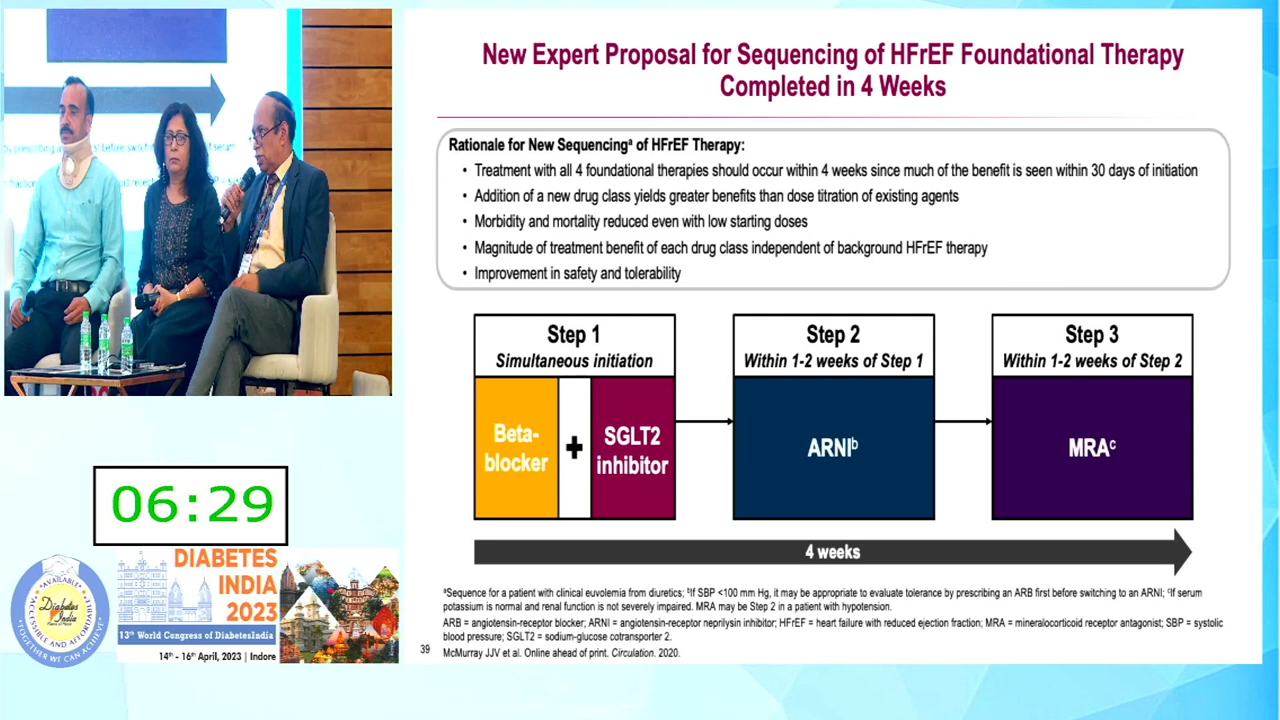 New Expert Proposal for Sequencing of HFrEF Foundational Therapy
Completed in 4 Weeks
Rationale for New Sequencingᵃ of HFrEF Therapy:
• Treatment with all 4 foundational therapies should occur within 4 weeks since much of the benefit is seen within 30 days of initiation
• Addition of a new drug class yields greater benefits than dose titration of existing agents
• Morbidity and mortality reduced even with low starting doses
• Magnitude of treatment benefit of each drug class independent of background HFrEF therapy
• Improvement in safety and tolerability
Step 1
Simultaneous initiation
Beta-
blocker
+
SGLT2
inhibitor
Step 2
Within 1-2 weeks of Step 1
ARNIᵇ
Step 3
Within 1-2 weeks of Step 2
MRAᶜ
4 weeks
ᵃSequence for a patient with clinical euvolemia from diuretics; ᵇIf SBP <100 mm Hg, it may be appropriate to evaluate tolerance by prescribing an ARB first before switching to an ARNI; ᶜIf serum
potassium is normal and renal function is not severely impaired. MRA may be Step 2 in a patient with hypotension.
ARB = angiotensin-receptor blocker; ARNI = angiotensin-receptor neprilysin inhibitor; HFrEF = heart failure with reduced ejection fraction; MRA = mineralocorticoid receptor antagonist; SBP = systolic
blood pressure; SGLT2 = sodium-glucose cotransporter 2.
39
McMurray JJV et al. Online ahead of print. Circulation. 2020.
06:29
AVAILABLE
ACCESSIBLE AND AFFORDABLE
Diabetes
India
"TOGETHER WE CAN ACHIEVE"
DIABETES
INDIA
2023
13th World Congress of DiabetesIndia
14th - 16th April, 2023 | Indore